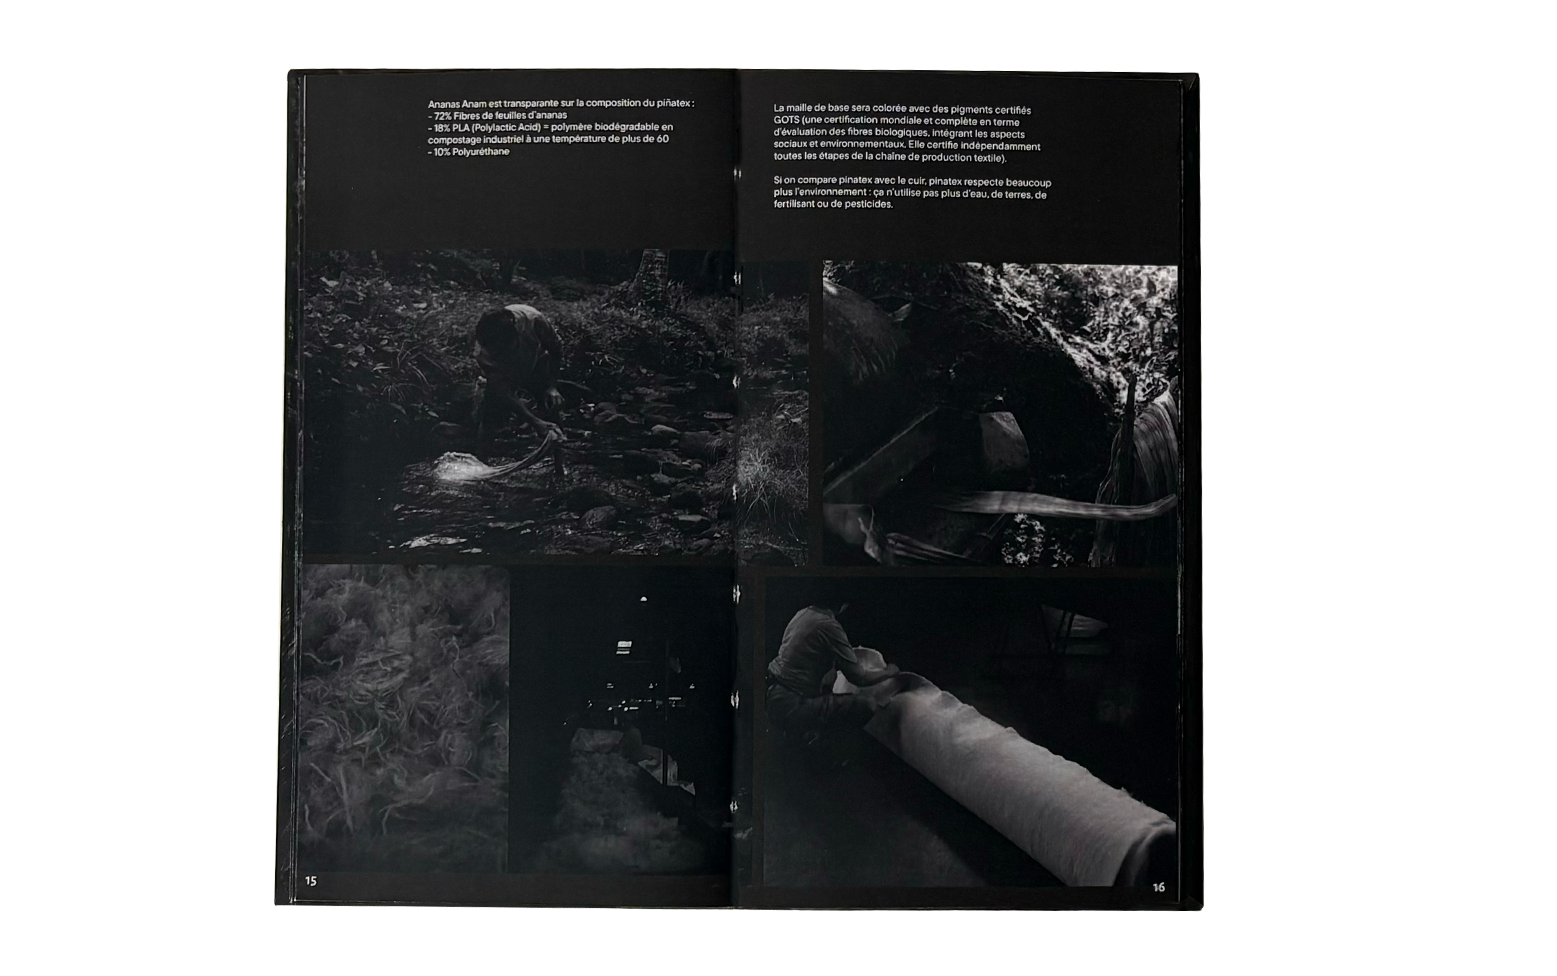 Ananas Anam est transparante sur la composition du piñatex :
- 72% Fibres de feuilles d'ananas
- 18% PLA (Polylactic Acid) = polymère biodégradable en
compostage industriel à une température de plus de 60
- 10% Polyuréthane
La maille de base sera colorée avec des pigments certifiés
GOTS (une certification mondiale et complète en terme
d'évaluation des fibres biologiques, intégrant les aspects
sociaux et environnementaux. Elle certifie indépendamment
toutes les étapes de la chaîne de production textile).
Si on compare pinatex avec le cuir, pinatex respecte beaucoup
plus l'environnement : ça n'utilise pas plus d'eau, de terres, de
fertilisant ou de pesticides.
15
16